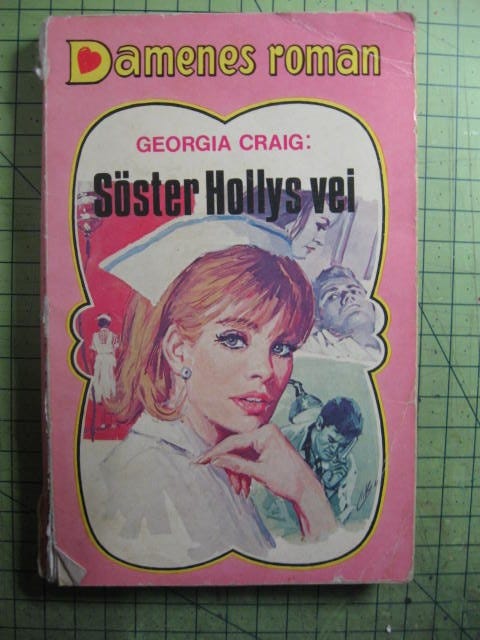 Damenes roman
GEORGIA CRAIG:
Söster Hollys vei